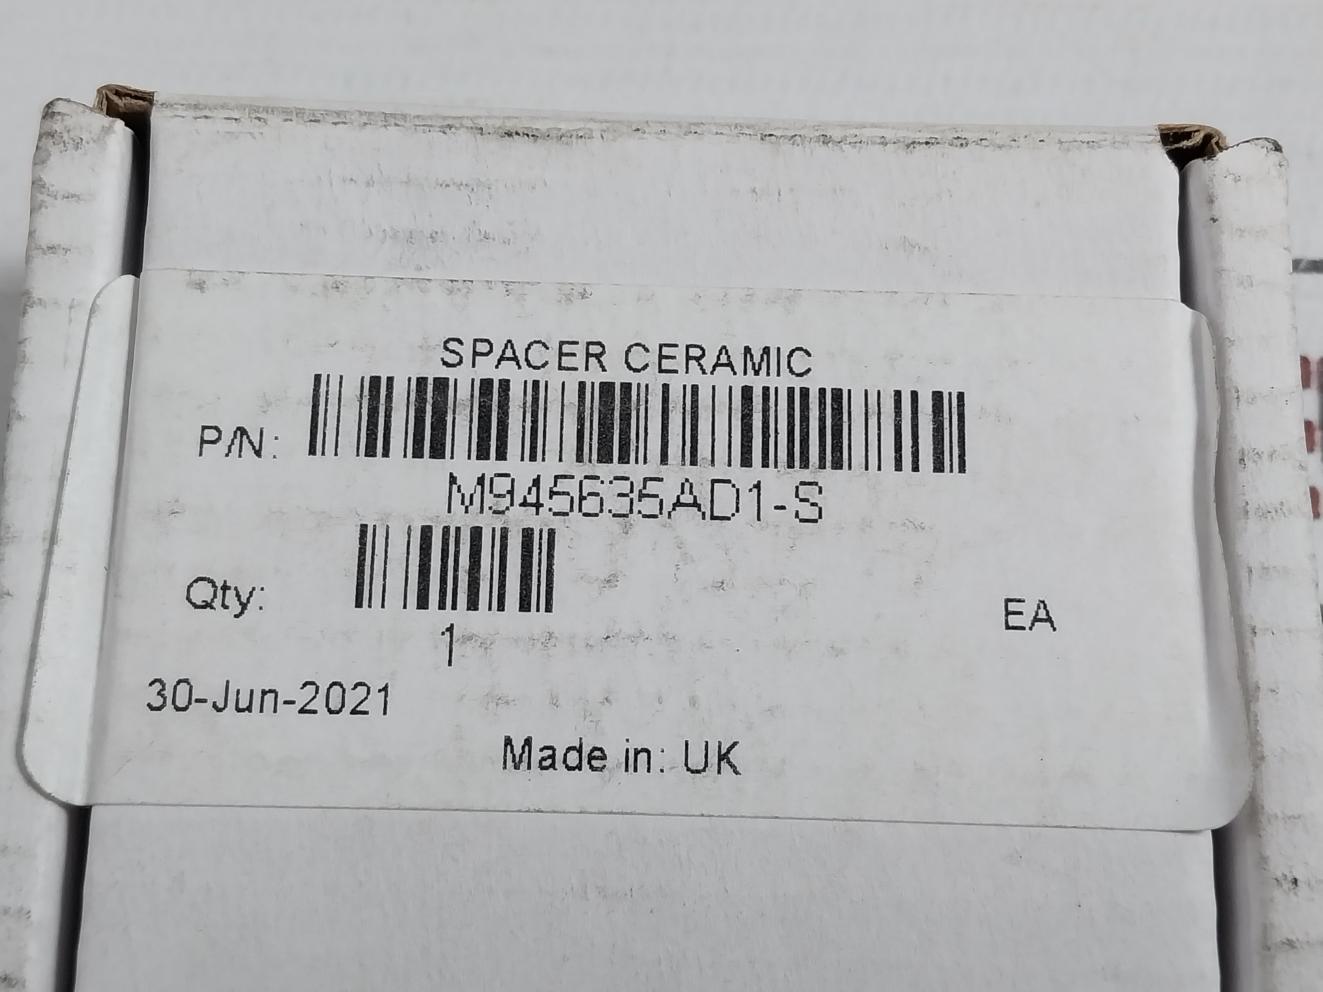 SPACER CERAMIC
P/N:
M945635AD1-S
Qty:
1
EA
30-Jun-2021
Made in: UK